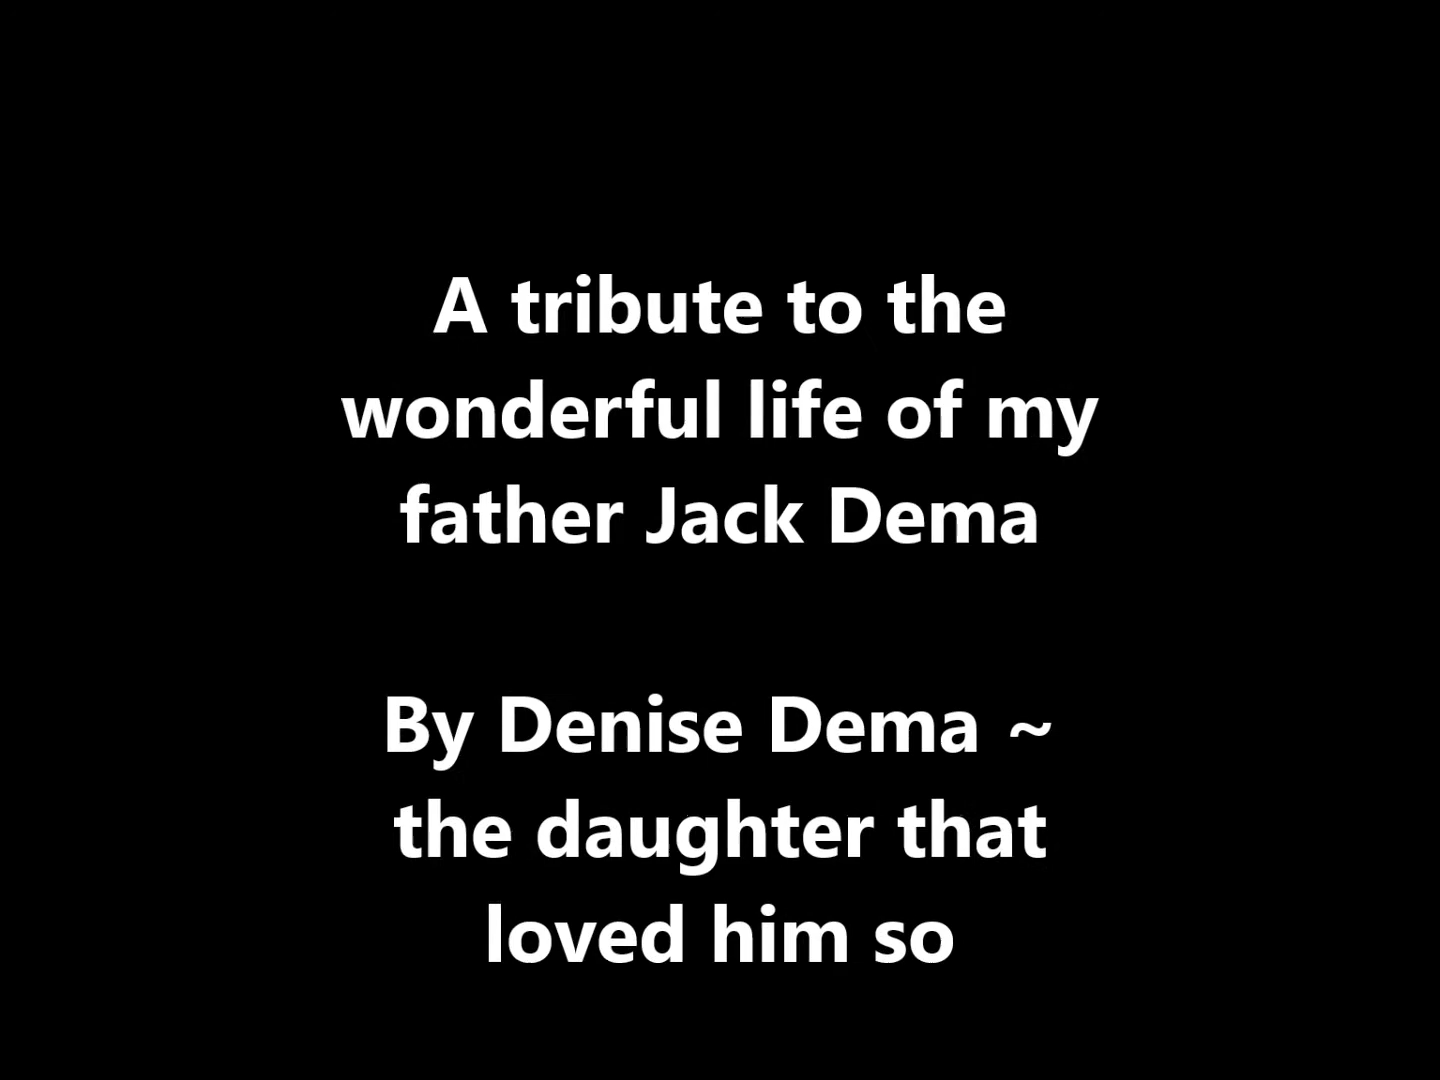 A tribute to the
wonderful life of my
father Jack Dema
By Denise Dema ~
the daughter that
loved him so